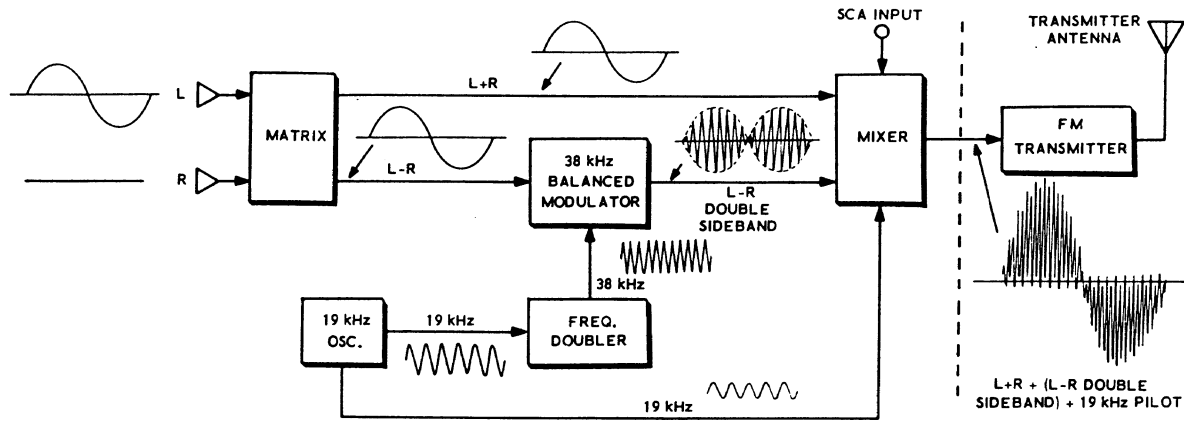 SCA INPUT
TRANSMITTER
ANTENNA
L
R
MATRIX
L+R
L-R
38 kHz
BALANCED
MODULATOR
L-R
DOUBLE
SIDEBAND
MIXER
FM
TRANSMITTER
38 kHz
19 kHz
OSC.
19 kHz
FREQ.
DOUBLER
19 kHz
L+R + (L-R DOUBLE
SIDEBAND) + 19 kHz PILOT